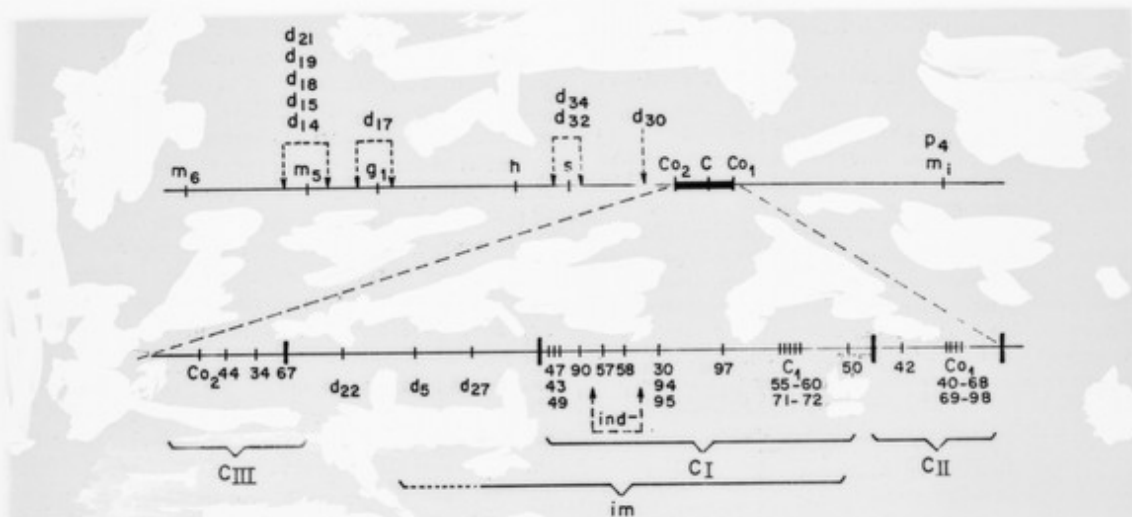 d21
d19
d18
d15
d14
d17
d34
d32
d30
m6 m5 g1 h s Co2 C Co1 p4
mi
Co2 44 34 67 d22 d5 d27 47 90 57 58 30 97 C1 50 42 Co1
43 94 55-60 40-68
49 95 71-72 69-98
ind-
CIII CI CII
im